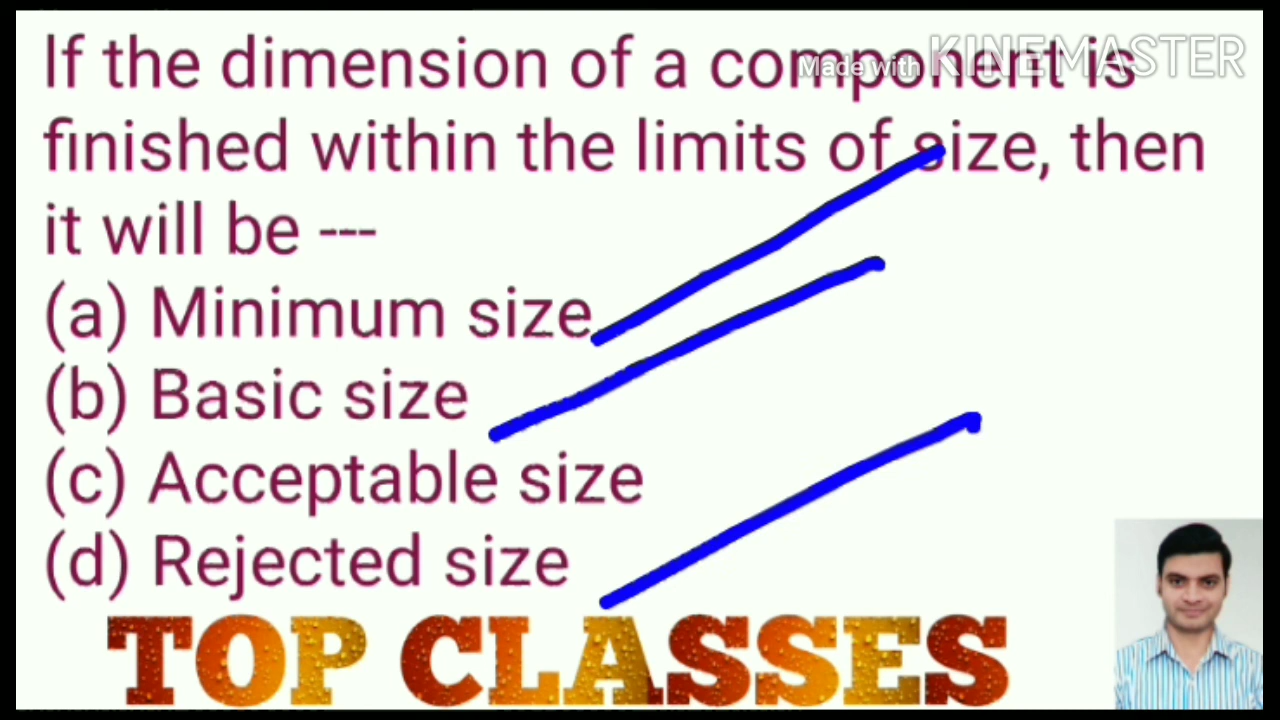 If the dimension of a component is
Made with KINEMASTER
finished within the limits of size, then
it will be ---
(a) Minimum size
(b) Basic size
(c) Acceptable size
(d) Rejected size
TOP CLASSES